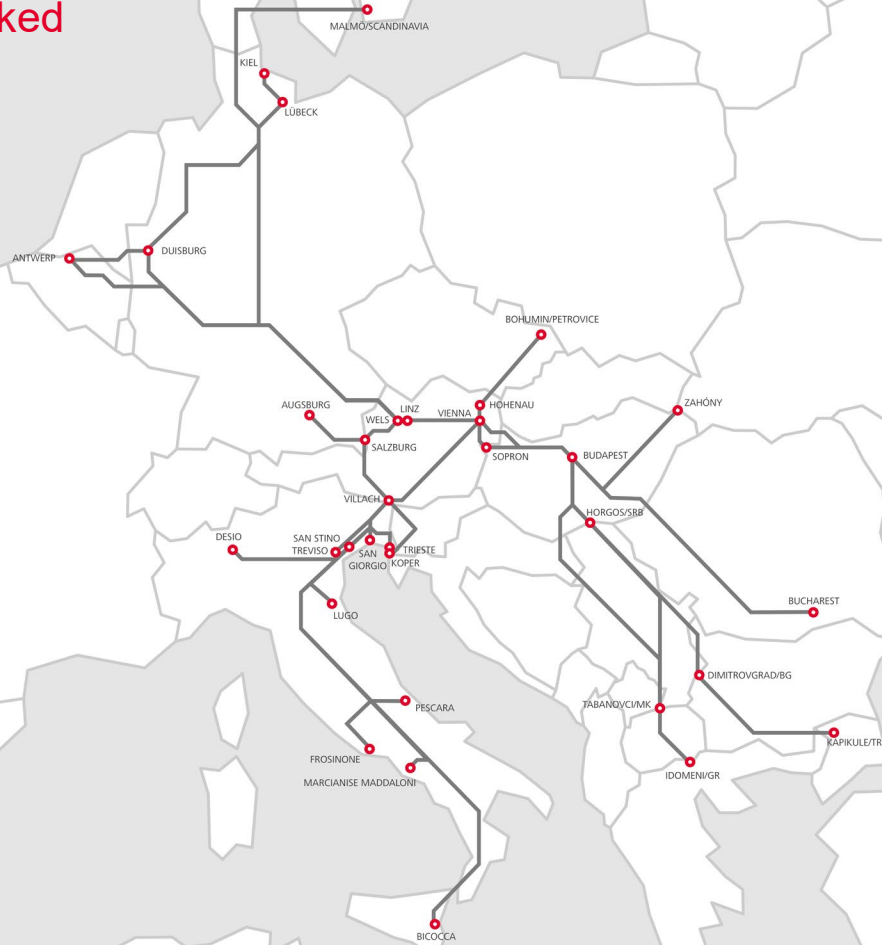 ked
MALMÖ/SCANDINAVIA
KIEL
LÜBECK
DUISBURG
ANTWERP
BOHUMIN/PETROVICE
AUGSBURG
LINZ
WELS
VIENNA
HOHENAU
ZAHÓNY
SALZBURG
SOPRON
BUDAPEST
VILLACH
HORGOS/SRB
DESIO
SAN STINO
TREVISO
SAN
GIORGIO
TRIESTE
KOPER
BUCHAREST
LUGO
DIMITROVGRAD/BG
TABANOVCI/MK
PESCARA
KAPIKULE/TR
FROSINONE
IDOMENI/GR
MARCIANISE MADDALONI
BICOCCA